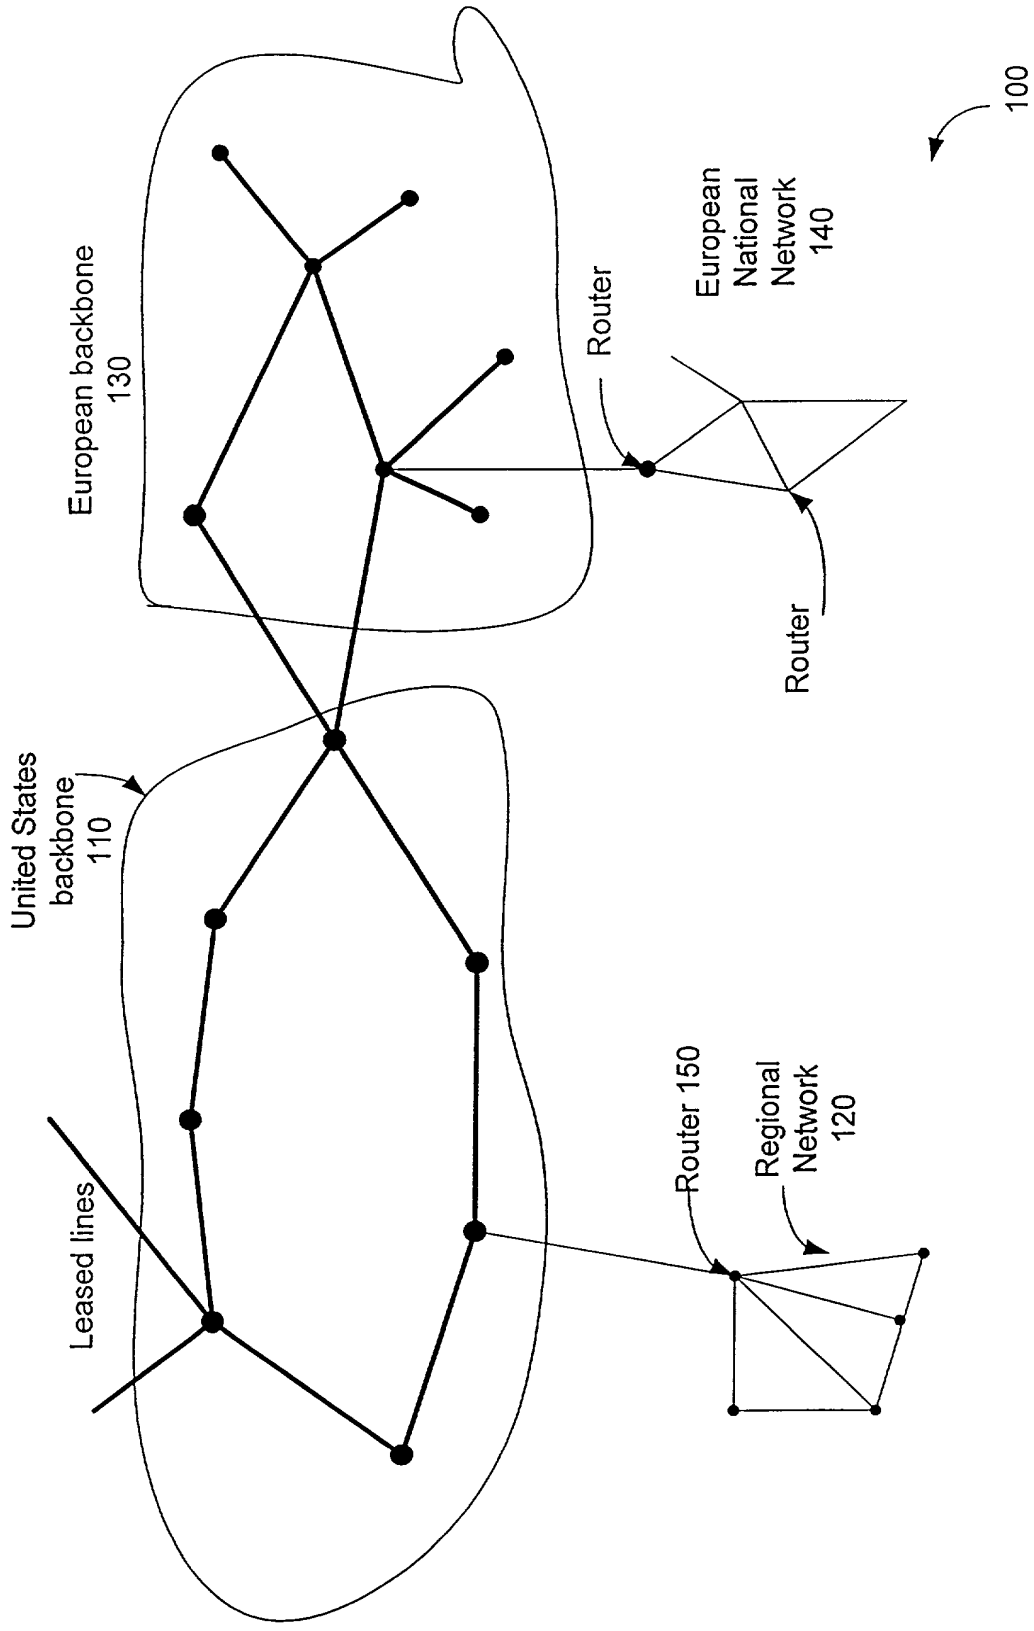 Leased lines
United States
backbone
110
European backbone
130
Router 150
Regional
Network
120
Router
Router
European
National
Network
140
100